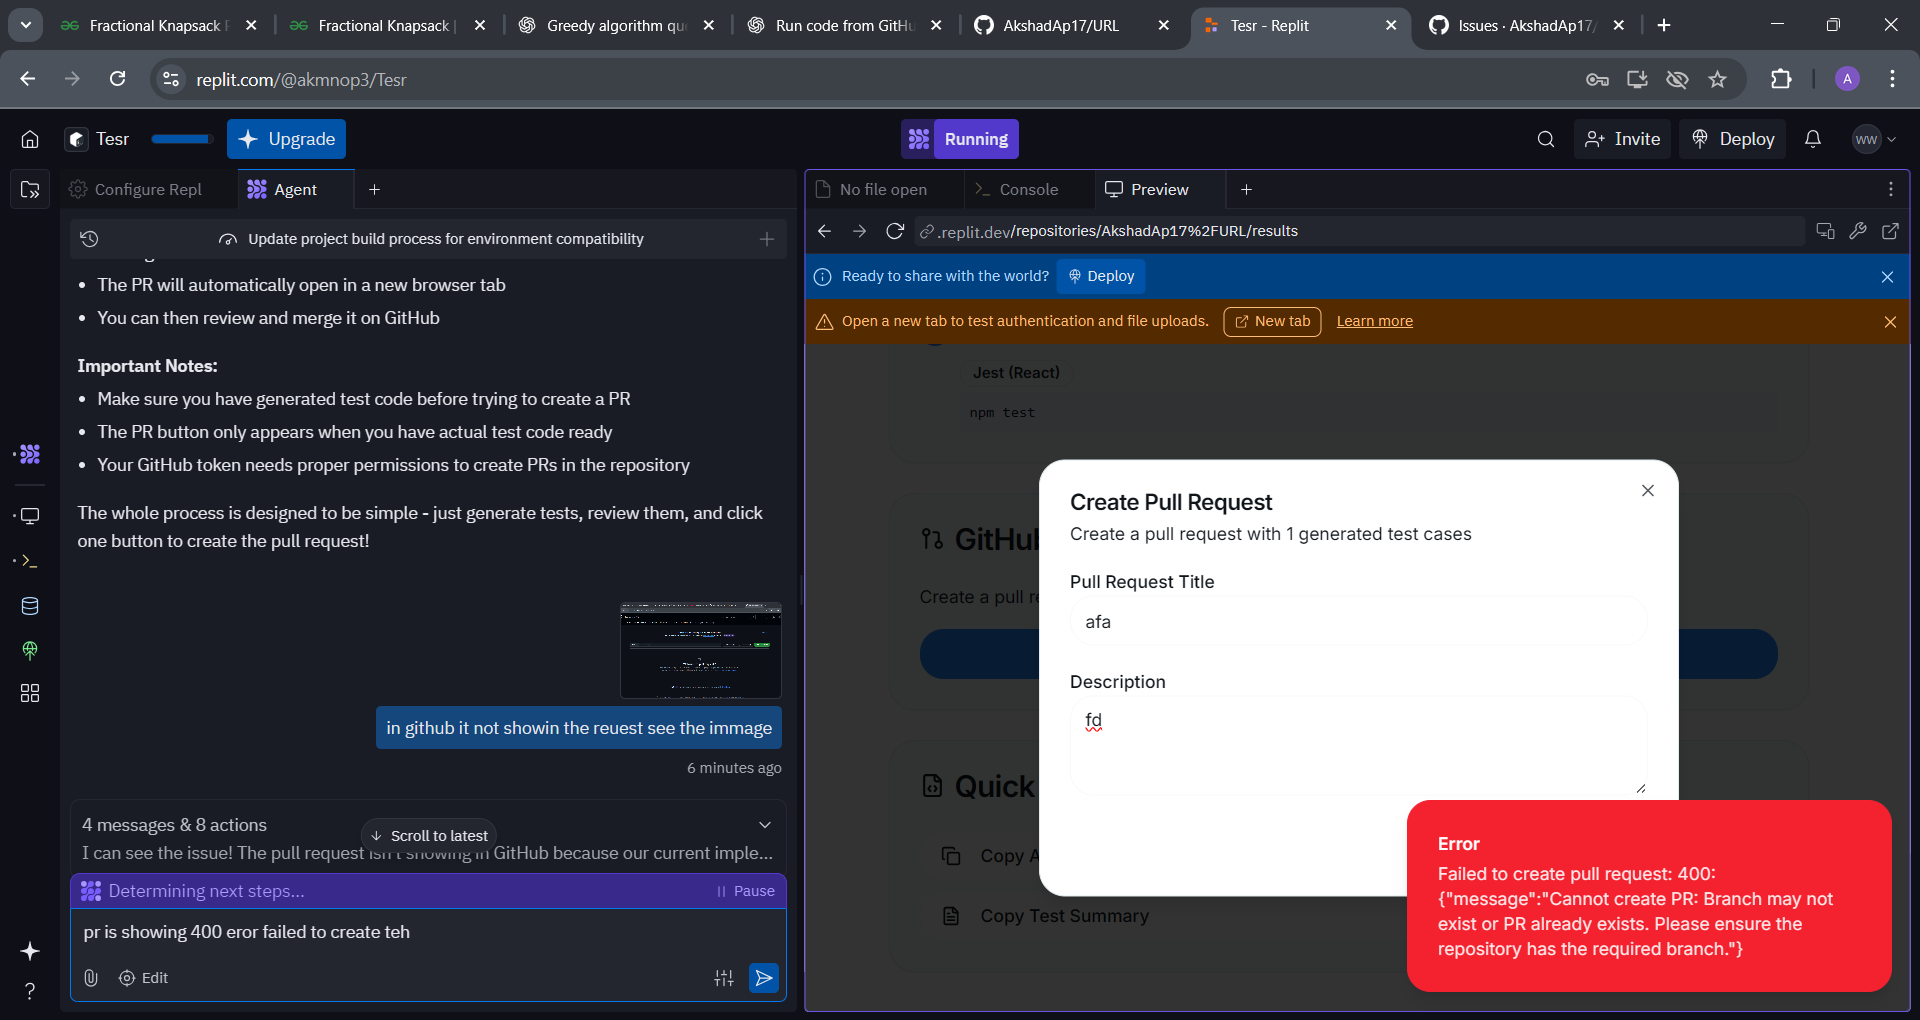 Fractional Knapsack P
Fractional Knapsack |
Greedy algorithm que
Run code from GitHu
AkshadAp17/URL
Tesr - Replit
Issues · AkshadAp17/
replit.com/@akmnop3/Tesr
A
Tesr
Upgrade
Running
Invite
Deploy
WW
Configure Repl
Agent
No file open
Console
Preview
Update project build process for environment compatibility
.replit.dev/repositories/AkshadAp17%2FURL/results
• The PR will automatically open in a new browser tab
• You can then review and merge it on GitHub
Important Notes:
• Make sure you have generated test code before trying to create a PR
• The PR button only appears when you have actual test code ready
• Your GitHub token needs proper permissions to create PRs in the repository
The whole process is designed to be simple - just generate tests, review them, and click
one button to create the pull request!
in github it not showin the reuest see the immage
6 minutes ago
4 messages & 8 actions
Scroll to latest
I can see the issue! The pull request isn't showing in GitHub because our current imple...
Determining next steps...
Pause
pr is showing 400 eror failed to create teh
Edit
Ready to share with the world?
Deploy
Open a new tab to test authentication and file uploads.
New tab
Learn more
Jest (React)
npm test
GitHub
Create a pull re
Create Pull Request
Create a pull request with 1 generated test cases
Pull Request Title
afa
Description
fd
Quick
Copy A
Copy Test Summary
Error
Failed to create pull request: 400:
{"message":"Cannot create PR: Branch may not
exist or PR already exists. Please ensure the
repository has the required branch."}